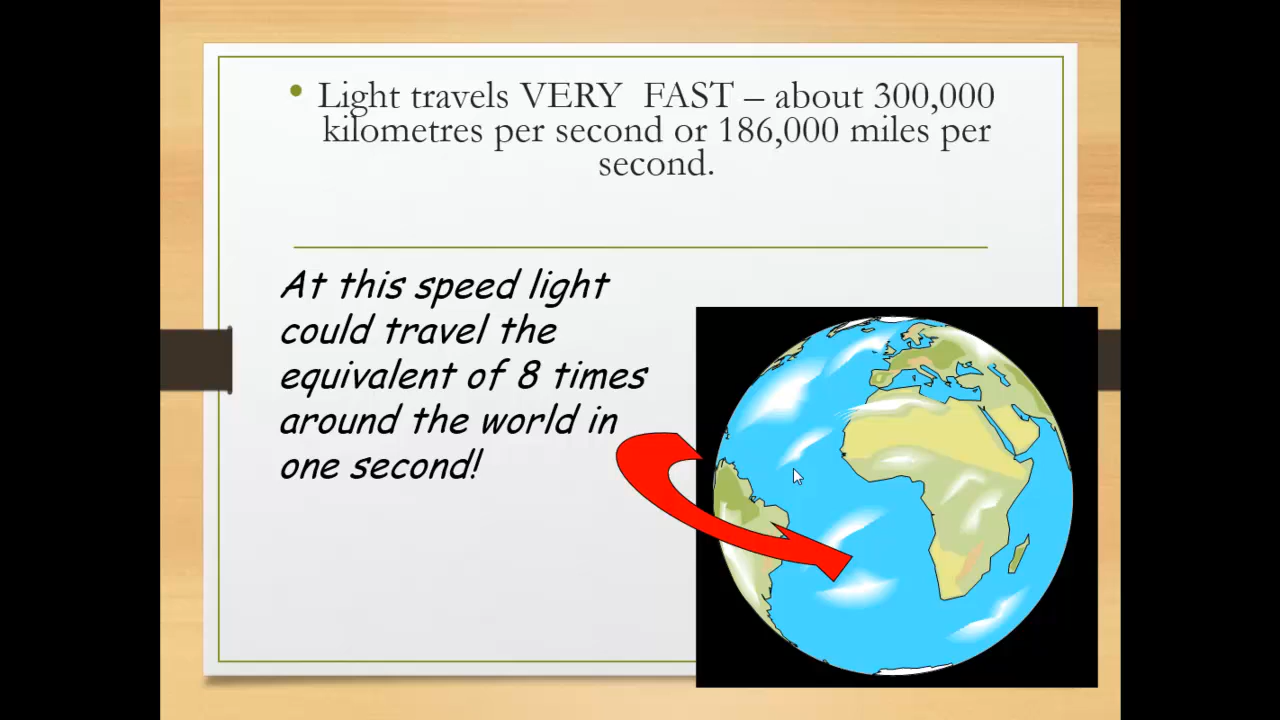 • Light travels VERY  FAST – about 300,000
kilometres per second or 186,000 miles per
second.
At this speed light
could travel the
equivalent of 8 times
around the world in
one second!